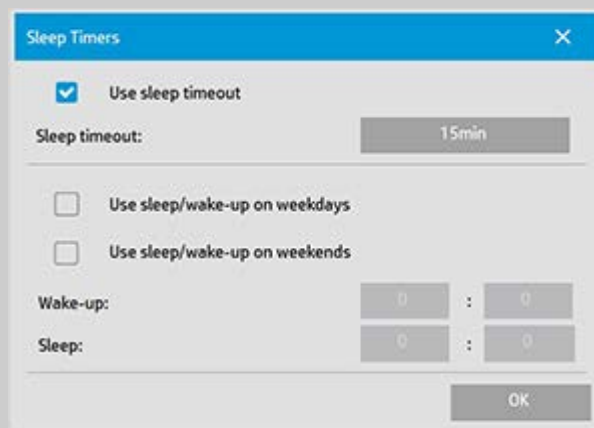 Sleep Timers
Use sleep timeout
Sleep timeout: 15min
Use sleep/wake-up on weekdays
Use sleep/wake-up on weekends
Wake-up: 0 : 0
Sleep: 0 : 0
OK